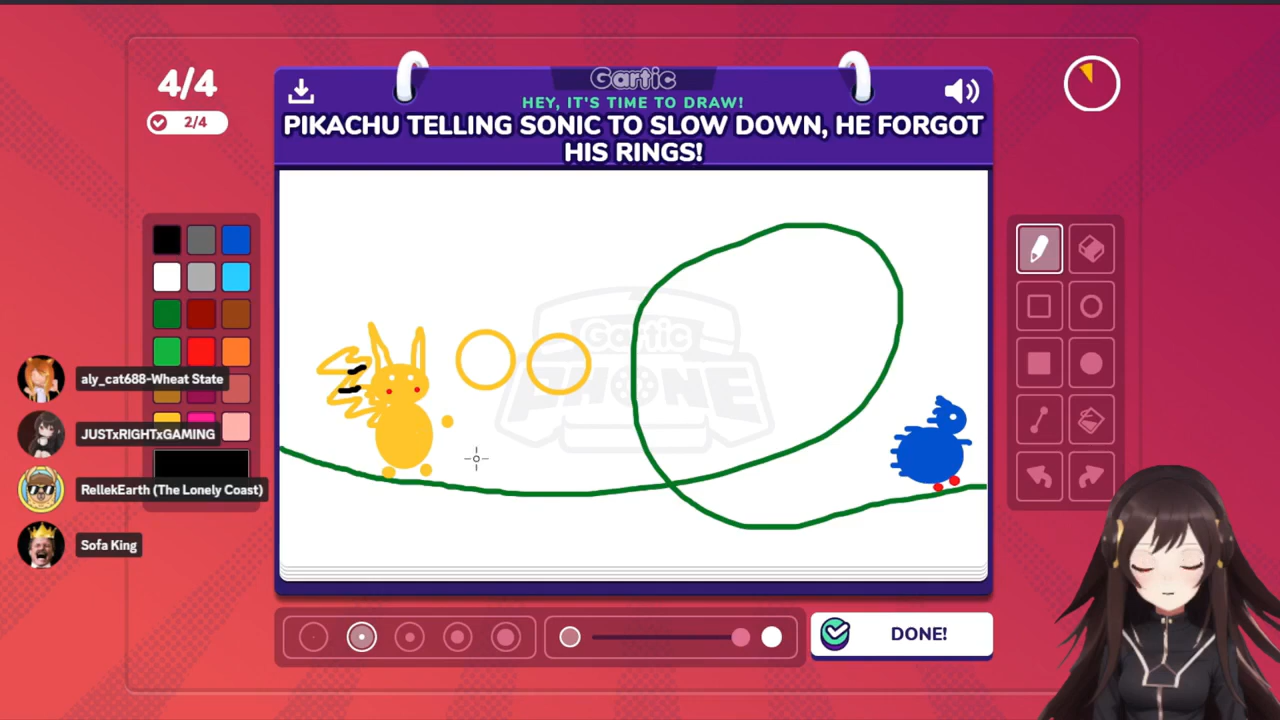 4/4
2/4
Gartic
HEY, IT'S TIME TO DRAW!
PIKACHU TELLING SONIC TO SLOW DOWN, HE FORGOT
HIS RINGS!
Gartic
PHONE
aly_cat688-Wheat State
JUSTxRIGHTxGAMING
RellekEarth (The Lonely Coast)
Sofa King
DONE!